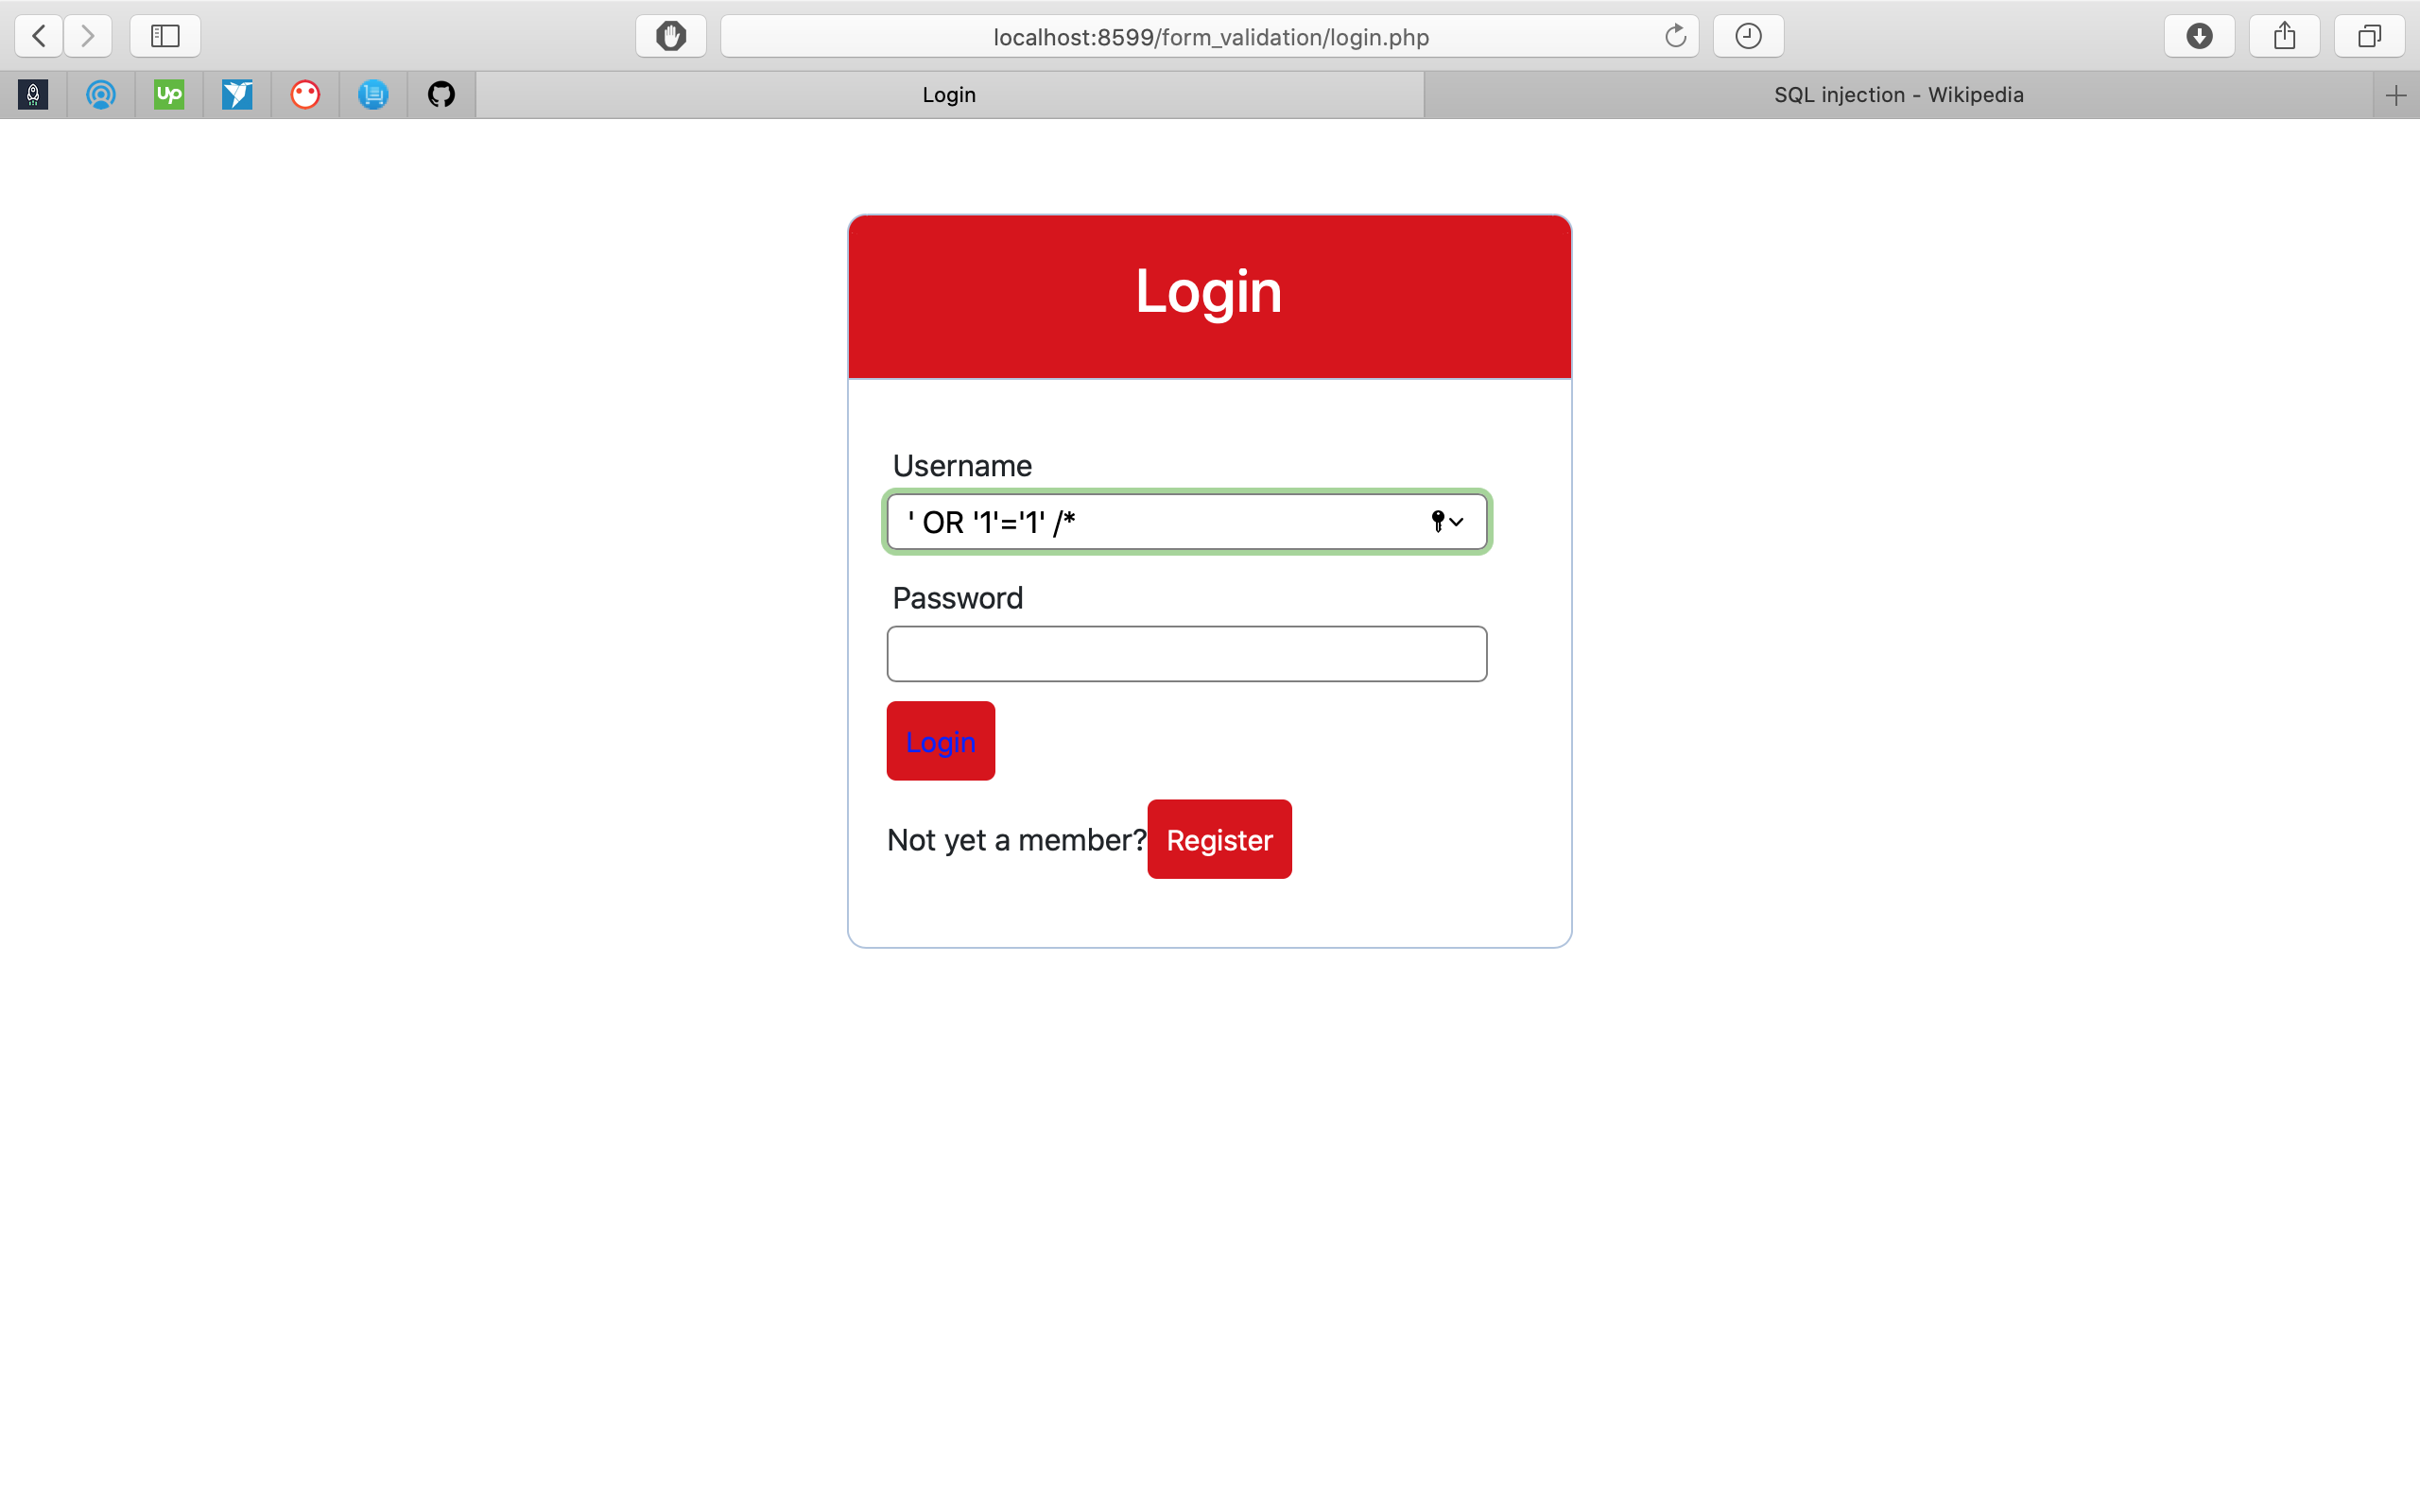 localhost:8599/form_validation/login.php
Up
Login
SQL injection - Wikipedia
Login
Username
' OR '1'='1' /*
Password
Login
Not yet a member? Register